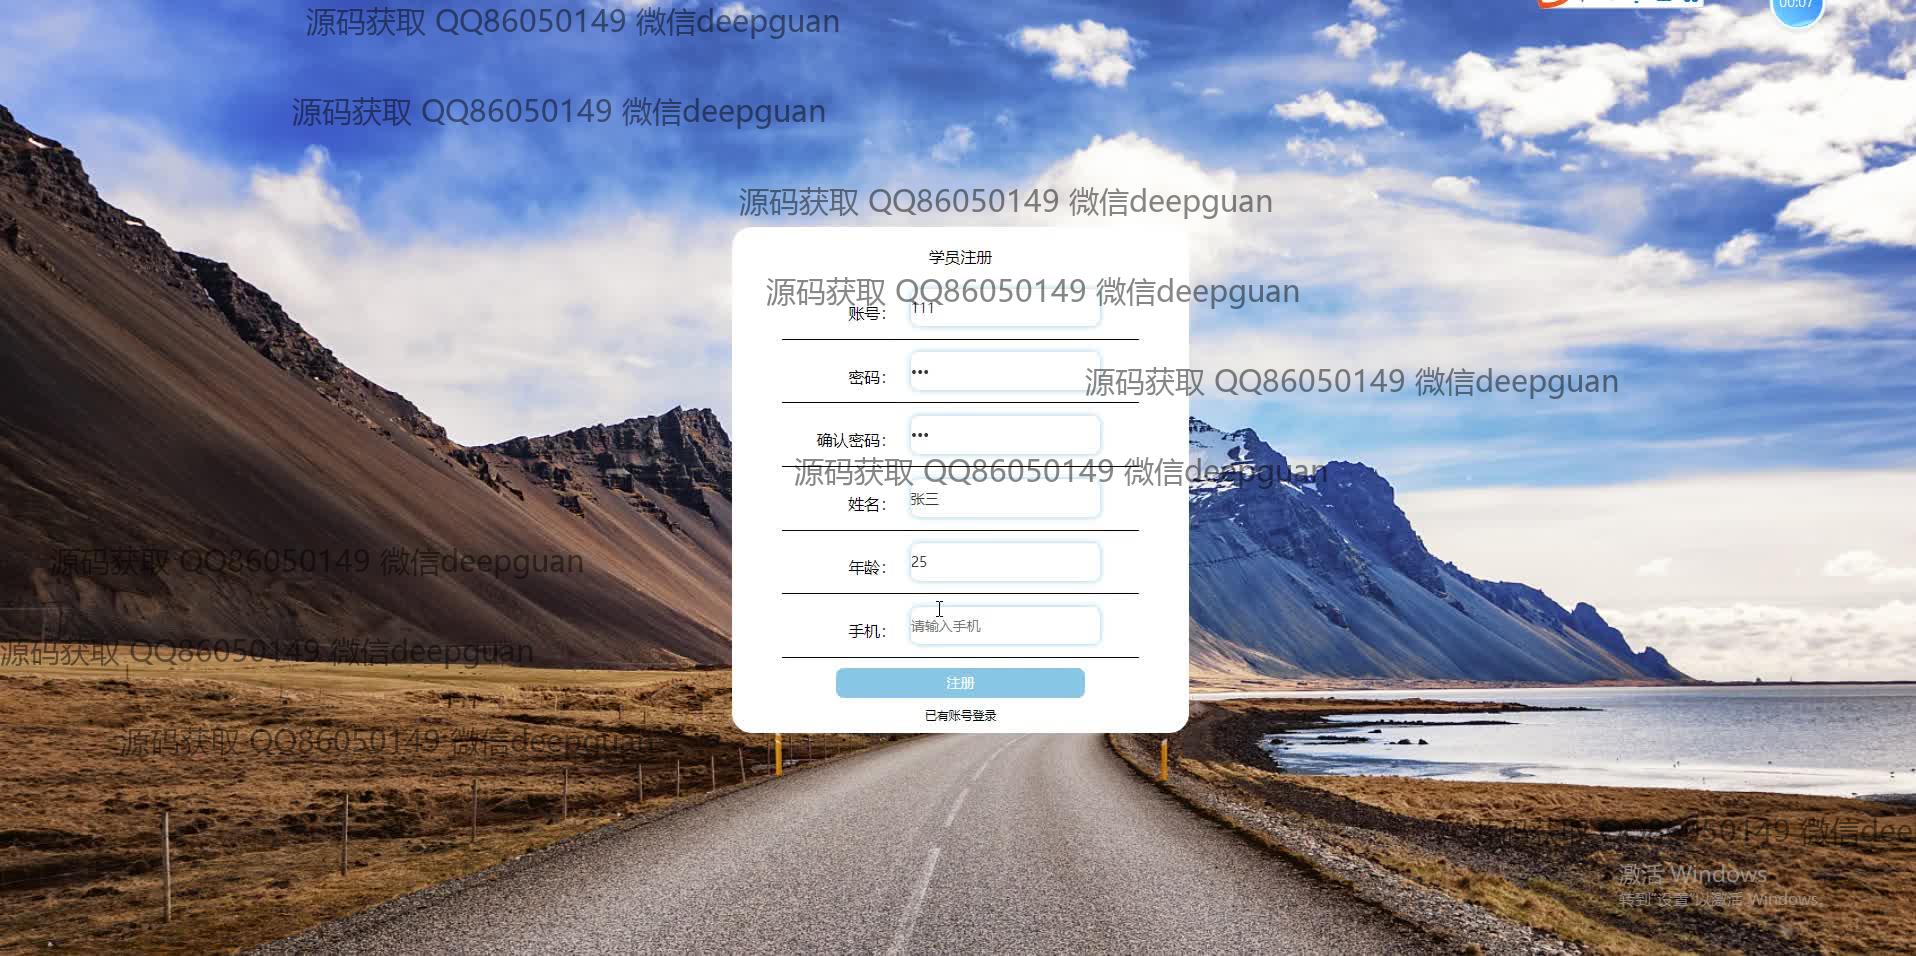 00:07
源码获取 QQ86050149 微信deepguan
源码获取 QQ86050149 微信deepguan
源码获取 QQ86050149 微信deepguan
学员注册
源码获取 QQ86050149 微信deepguan
账号： 111
密码： •••
源码获取 QQ86050149 微信deepguan
确认密码： •••
源码获取 QQ86050149 微信deepguan
姓名： 张三
源码获取 QQ86050149 微信deepguan
年龄： 25
手机： 请输入手机
源码获取 QQ86050149 微信deepguan
注册
已有账号登录
源码获取 QQ86050149 微信deepguan
源码获取 QQ86050149 微信dee
激活 Windows
转到"设置"以激活 Windows。